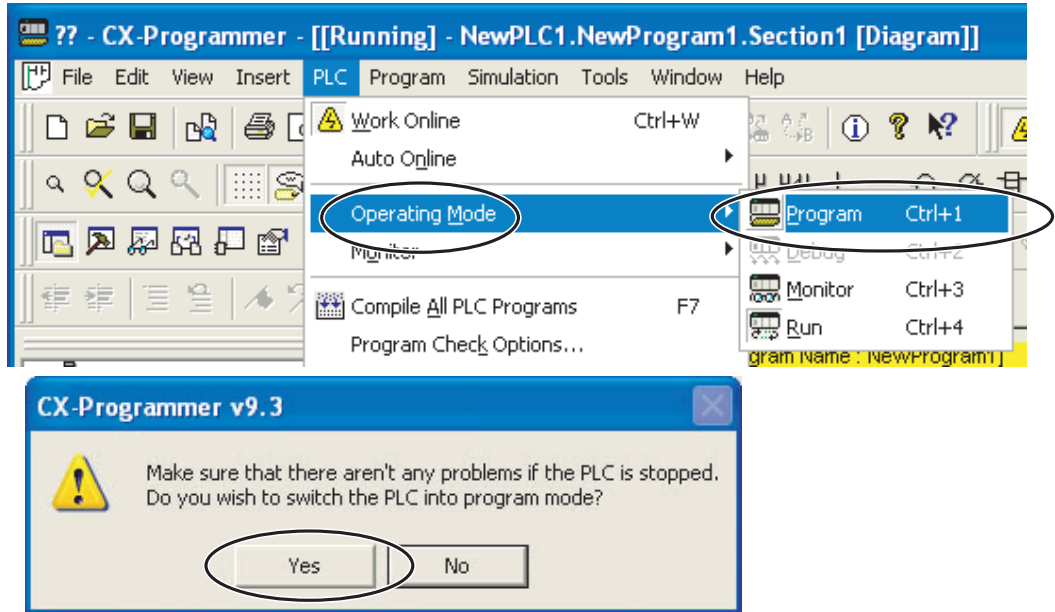 ?? - CX-Programmer - [[Running] - NewPLC1.NewProgram1.Section1 [Diagram]]
File Edit View Insert PLC Program Simulation Tools Window Help
Work Online Ctrl+W
Auto Online
Operating Mode
Program Ctrl+1
Monitor
Debug Ctrl+2
Monitor Ctrl+3
Compile All PLC Programs F7
Run Ctrl+4
Program Check Options...
gram Name : NewProgram1]
CX-Programmer v9.3
Make sure that there aren't any problems if the PLC is stopped.
Do you wish to switch the PLC into program mode?
Yes No